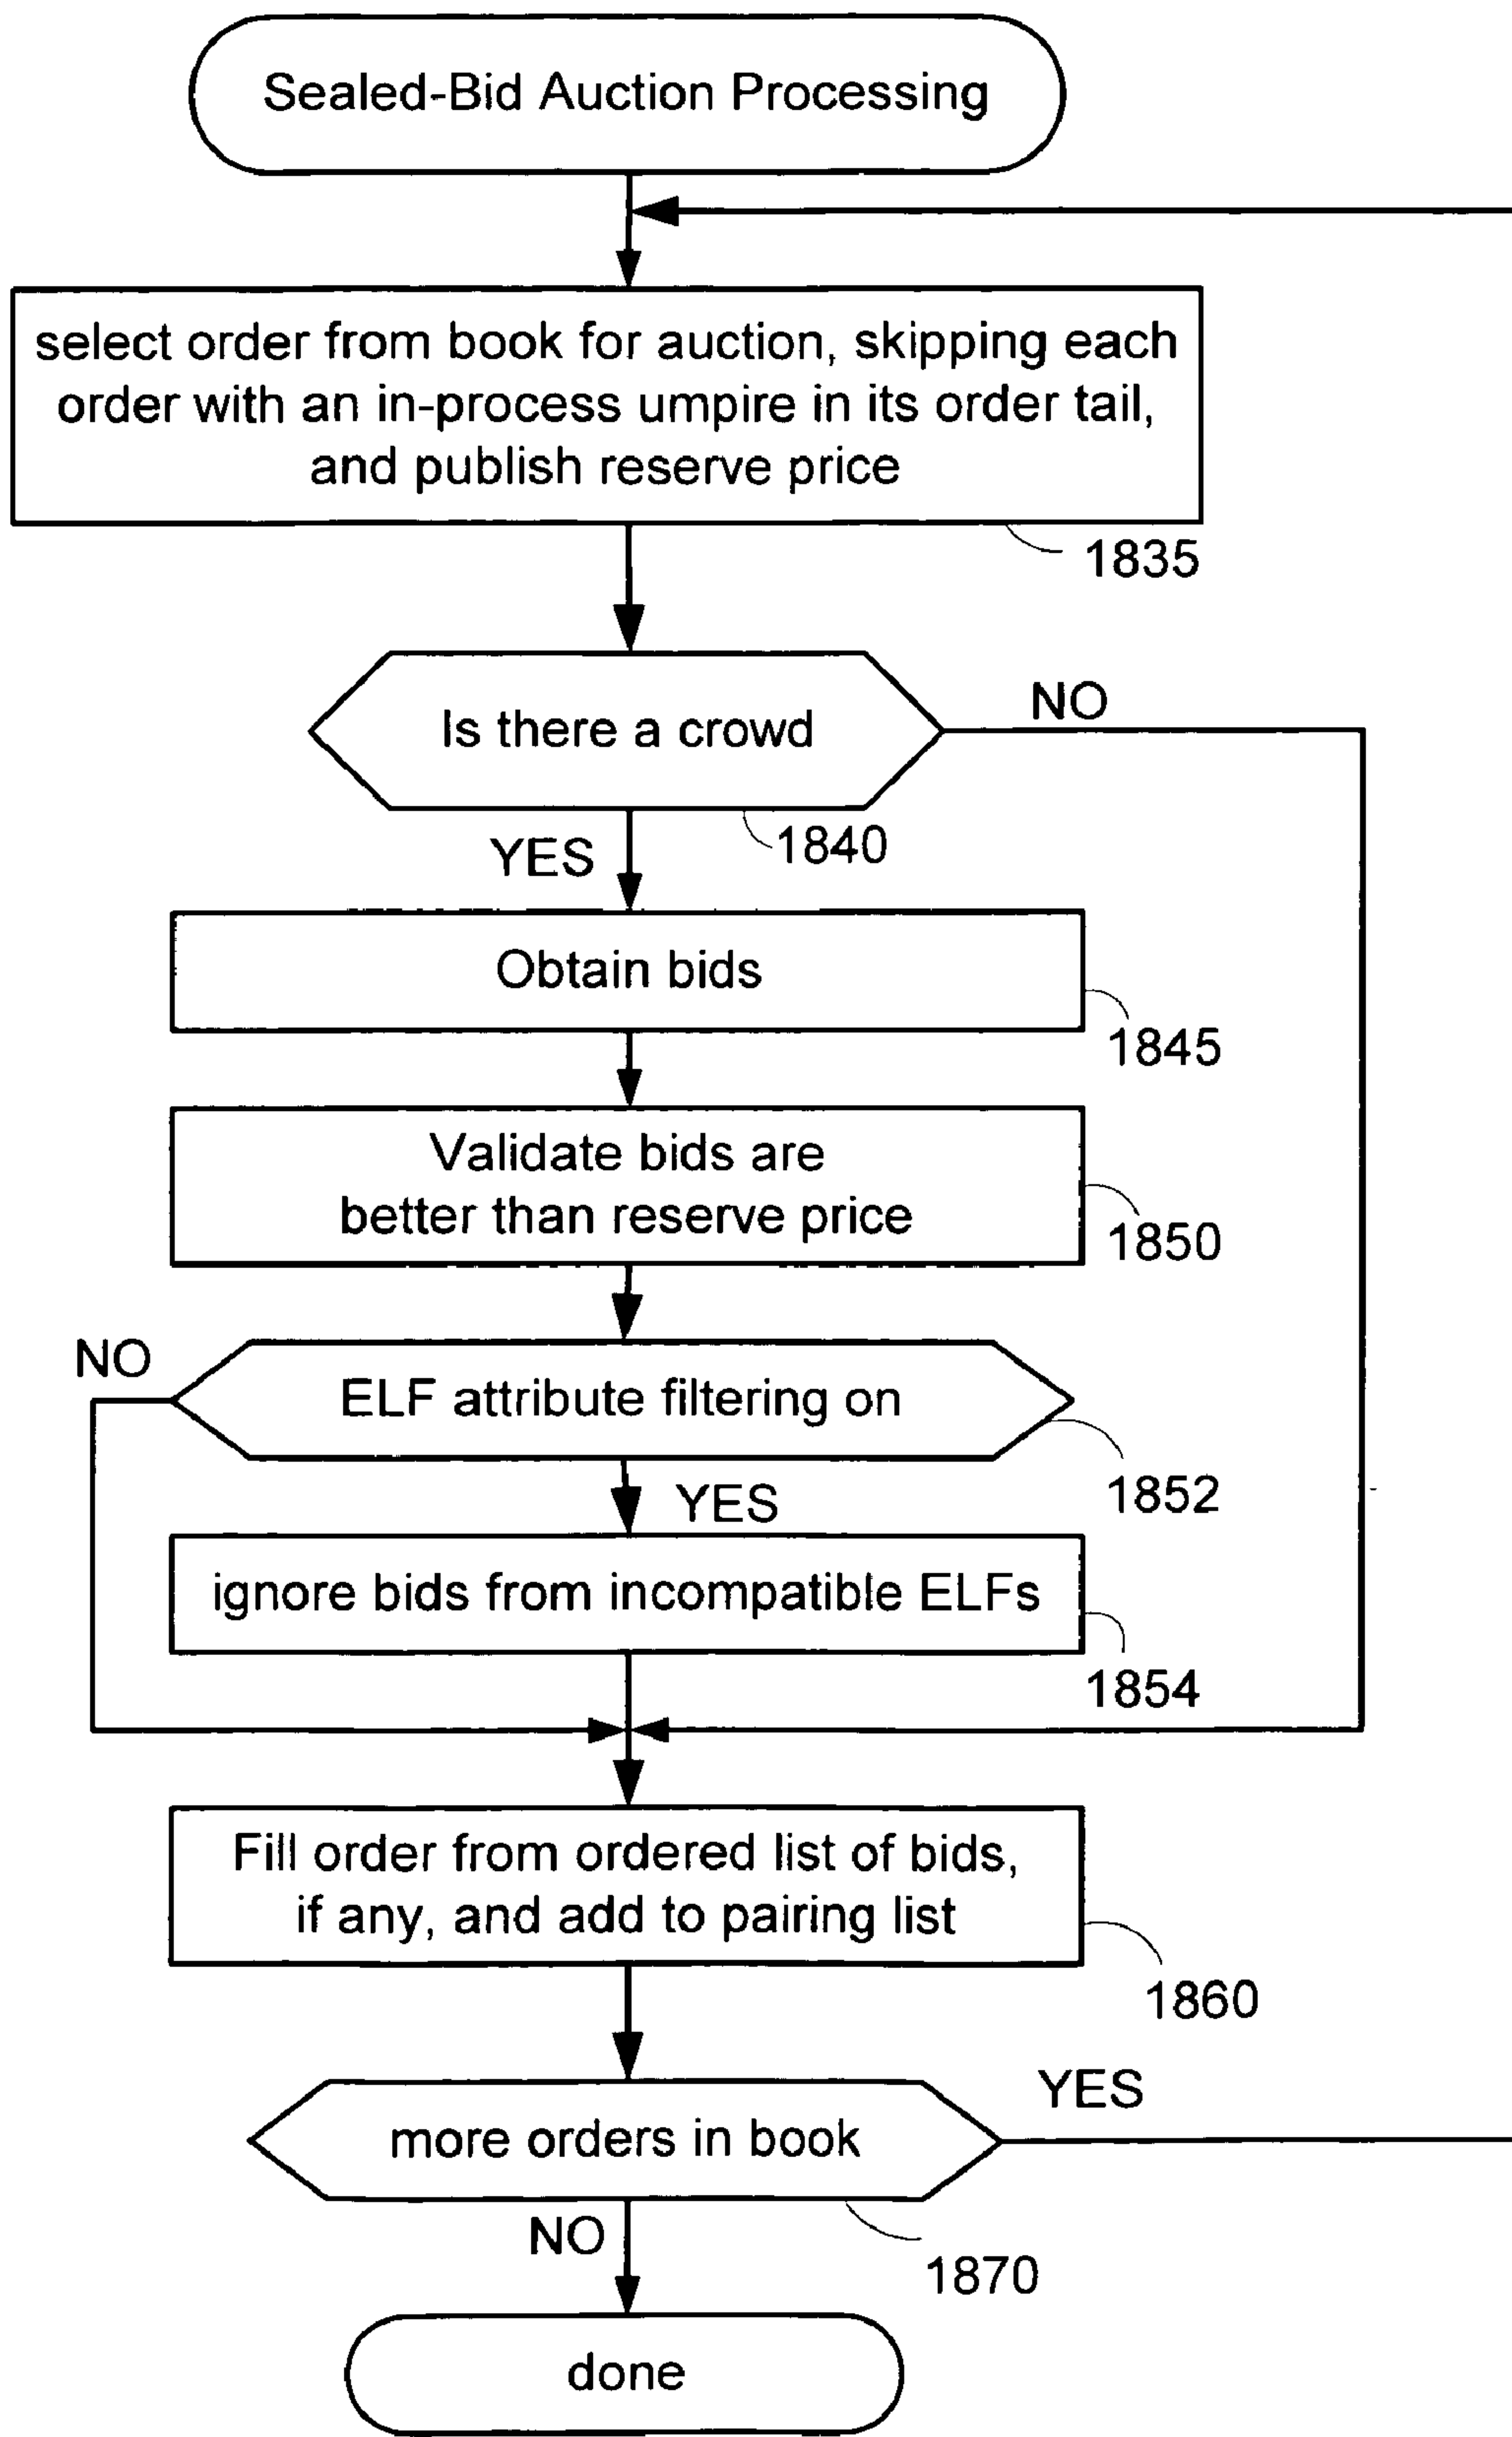 Sealed-Bid Auction Processing
select order from book for auction, skipping each
order with an in-process umpire in its order tail,
and publish reserve price
1835
Is there a crowd
NO
YES
1840
Obtain bids
1845
Validate bids are
better than reserve price
1850
NO
ELF attribute filtering on
1852
YES
ignore bids from incompatible ELFs
1854
Fill order from ordered list of bids,
if any, and add to pairing list
1860
more orders in book
YES
NO
1870
done